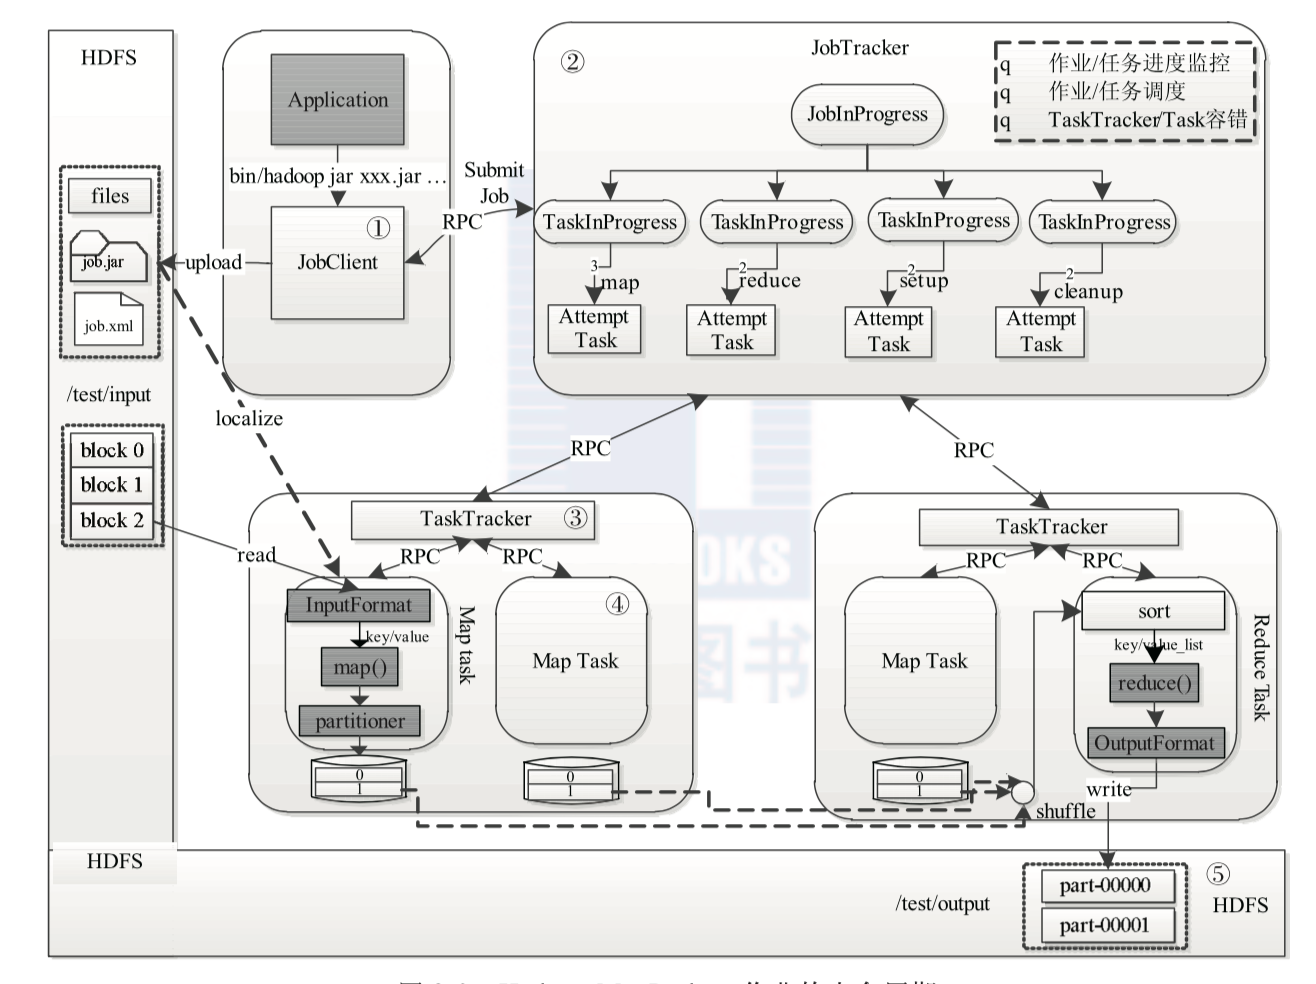 HDFS
files
job.jar
job.xml
/test/input
block 0
block 1
block 2
Application
bin/hadoop jar xxx.jar ...
①
JobClient
upload
Submit
Job
RPC
localize
read
②
JobTracker
q 作业/任务进度监控
q 作业/任务调度
q TaskTracker/Task容错
JobInProgress
TaskInProgress
TaskInProgress
TaskInProgress
TaskInProgress
3
map
2
reduce
2
setup
2
cleanup
Attempt
Task
Attempt
Task
Attempt
Task
Attempt
Task
RPC
RPC
TaskTracker ③
RPC
RPC
InputFormat
key/value
map()
partitioner
Map task
0
1
④
Map Task
0
1
TaskTracker
RPC
RPC
Map Task
0
1
sort
key/value_list
reduce()
OutputFormat
Reduce Task
write
shuffle
OKS
图书
HDFS
/test/output
part-00000
part-00001
⑤
HDFS